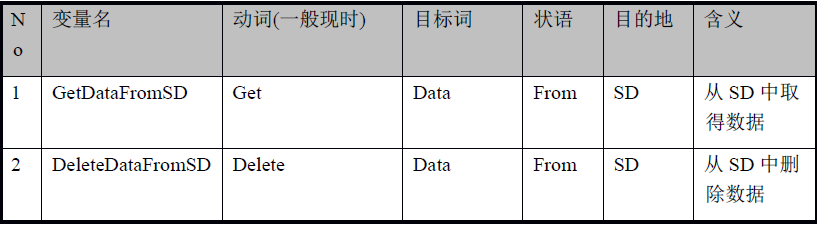 No 变量名 动词(一般现时) 目标词 状语 目的地 含义
1 GetDataFromSD Get Data From SD 从 SD 中取
得数据
2 DeleteDataFromSD Delete Data From SD 从 SD 中删
除数据